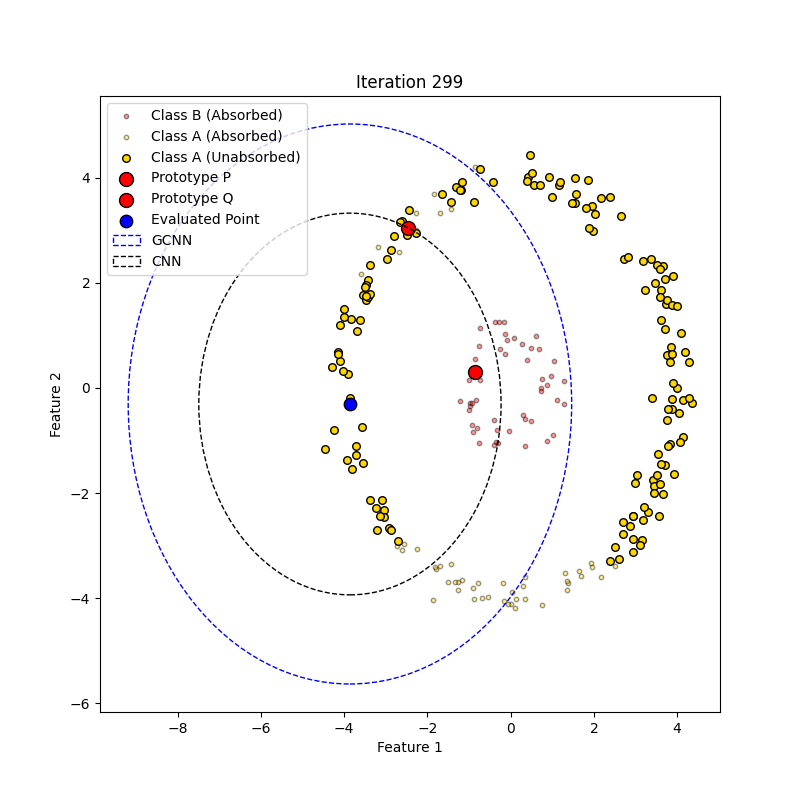 Iteration 299
Class B (Absorbed)
Class A (Absorbed)
Class A (Unabsorbed)
Prototype P
Prototype Q
Evaluated Point
GCNN
CNN
4
2
0
−2
−4
−6
Feature 2
−8
−6
−4
−2
0
2
4
Feature 1